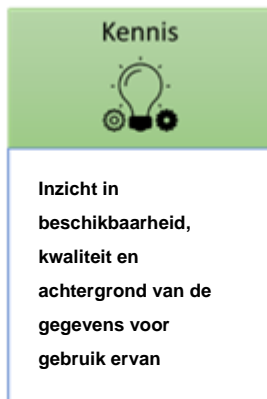 Kennis
Inzicht in
beschikbaarheid,
kwaliteit en
achtergrond van de
gegevens voor
gebruik ervan